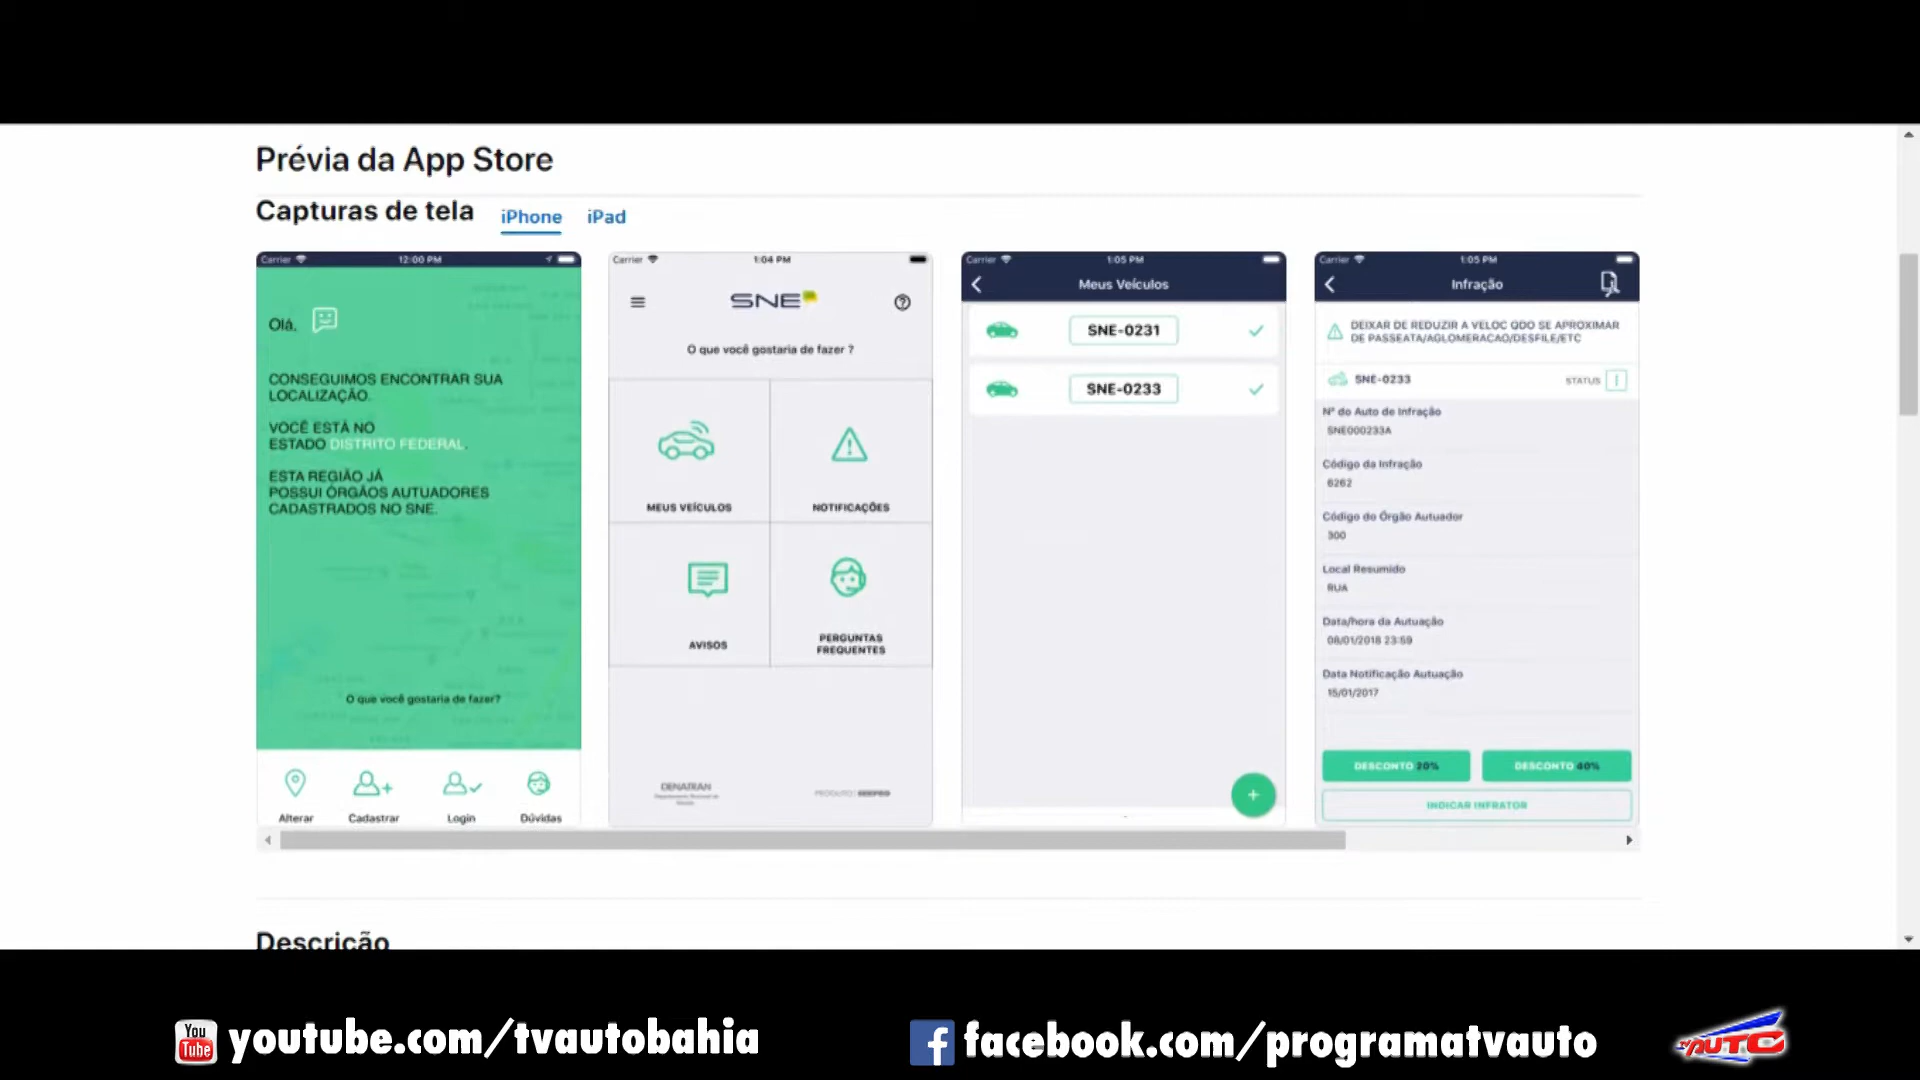 Prévia da App Store
Capturas de tela
iPhone
iPad
Carrier
12:00 PM
Olá,
CONSEGUIMOS ENCONTRAR SUA
LOCALIZAÇÃO.
VOCÊ ESTÁ NO
ESTADO DISTRITO FEDERAL.
ESTA REGIÃO JÁ
POSSUI ÓRGÃOS AUTUADORES
CADASTRADOS NO SNE.
O que você gostaria de fazer?
Alterar
Cadastrar
Login
Dúvidas
Carrier
1:04 PM
SNE
O que você gostaria de fazer ?
MEUS VEÍCULOS
NOTIFICAÇÕES
AVISOS
PERGUNTAS
FREQUENTES
DENATRAN
Carrier
1:05 PM
Meus Veículos
SNE-0231
SNE-0233
Carrier
1:05 PM
Infração
DEIXAR DE REDUZIR A VELOC QDO SE APROXIMAR
DE PASSEATA/AGLOMERACAO/DESFILE/ETC
SNE-0233
STATUS
Nº do Auto de Infração
SNE000233A
Código da Infração
6262
Código do Órgão Autuador
300
Local Resumido
RUA
Data/hora da Autuação
08/01/2018 23:59
Data Notificação Autuação
15/01/2017
DESCONTO 20%
DESCONTO 40%
INDICAR INFRATOR
Descrição
You
Tube
youtube.com/tvautobahia
f
facebook.com/programatvauto
TV AUTO